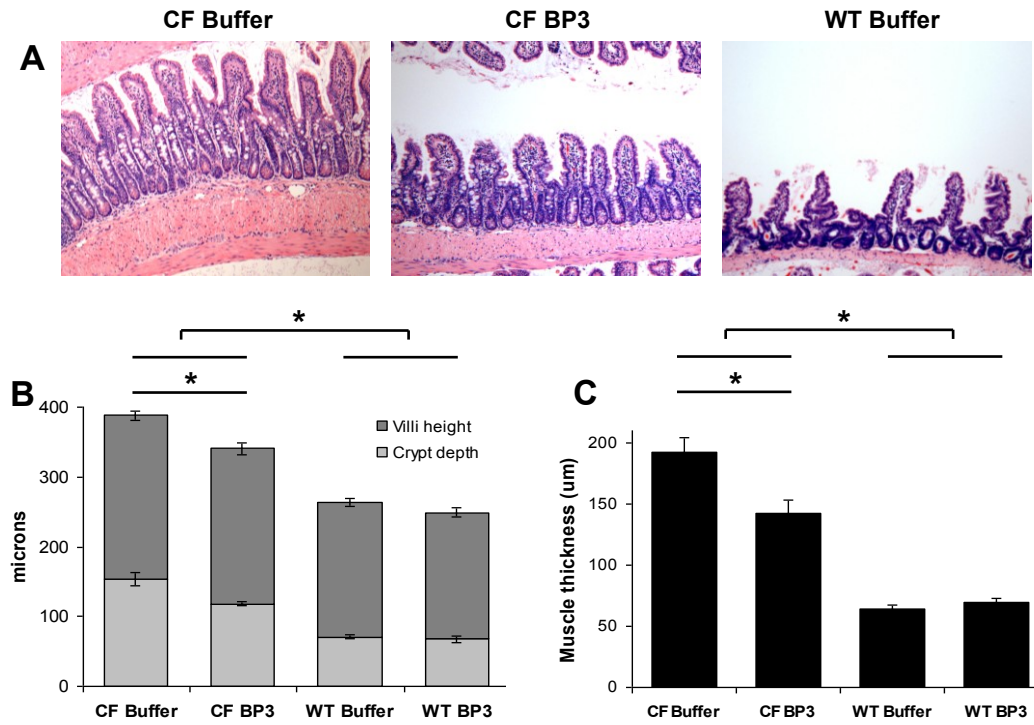 CF Buffer CF BP3 WT Buffer
A
*
*
B
400
300
200
100
0
microns
Villi height
Crypt depth
CF Buffer CF BP3 WT Buffer WT BP3
*
*
C
200
150
100
50
0
Muscle thickness (um)
CF Buffer CF BP3 WT Buffer WT BP3